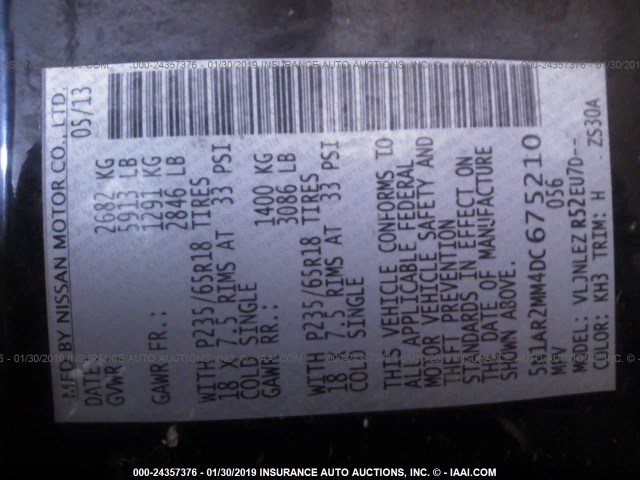 000-24357376 - 01/30/2019 INSURANCE AUTO AUCTIONS, INC. - © IAAI.COM
MFD BY NISSAN MOTOR CO., LTD.
DATE: 05/13
GVWR: 2682 KG
5913 LB
GAWR FR.: 1291 KG
2846 LB
WITH P235/65R18 TIRES
18 X 7.5 RIMS AT 33 PSI
COLD SINGLE
GAWR RR.: 1400 KG
3086 LB
WITH P235/65R18 TIRES
18 X 7.5 RIMS AT 33 PSI
COLD SINGLE
THIS VEHICLE CONFORMS TO
ALL APPLICABLE FEDERAL
MOTOR VEHICLE SAFETY AND
THEFT PREVENTION
STANDARDS IN EFFECT ON
THE DATE OF MANUFACTURE
SHOWN ABOVE.
5N1AR2MM4DC675210
MPV 056
MODEL: VLJNLEZ R52EU7D--
COLOR: KH3 TRIM: H ZS30A
000-24357376 - 01/30/2019 INSURANCE AUTO AUCTIONS, INC. - © IAAI.COM